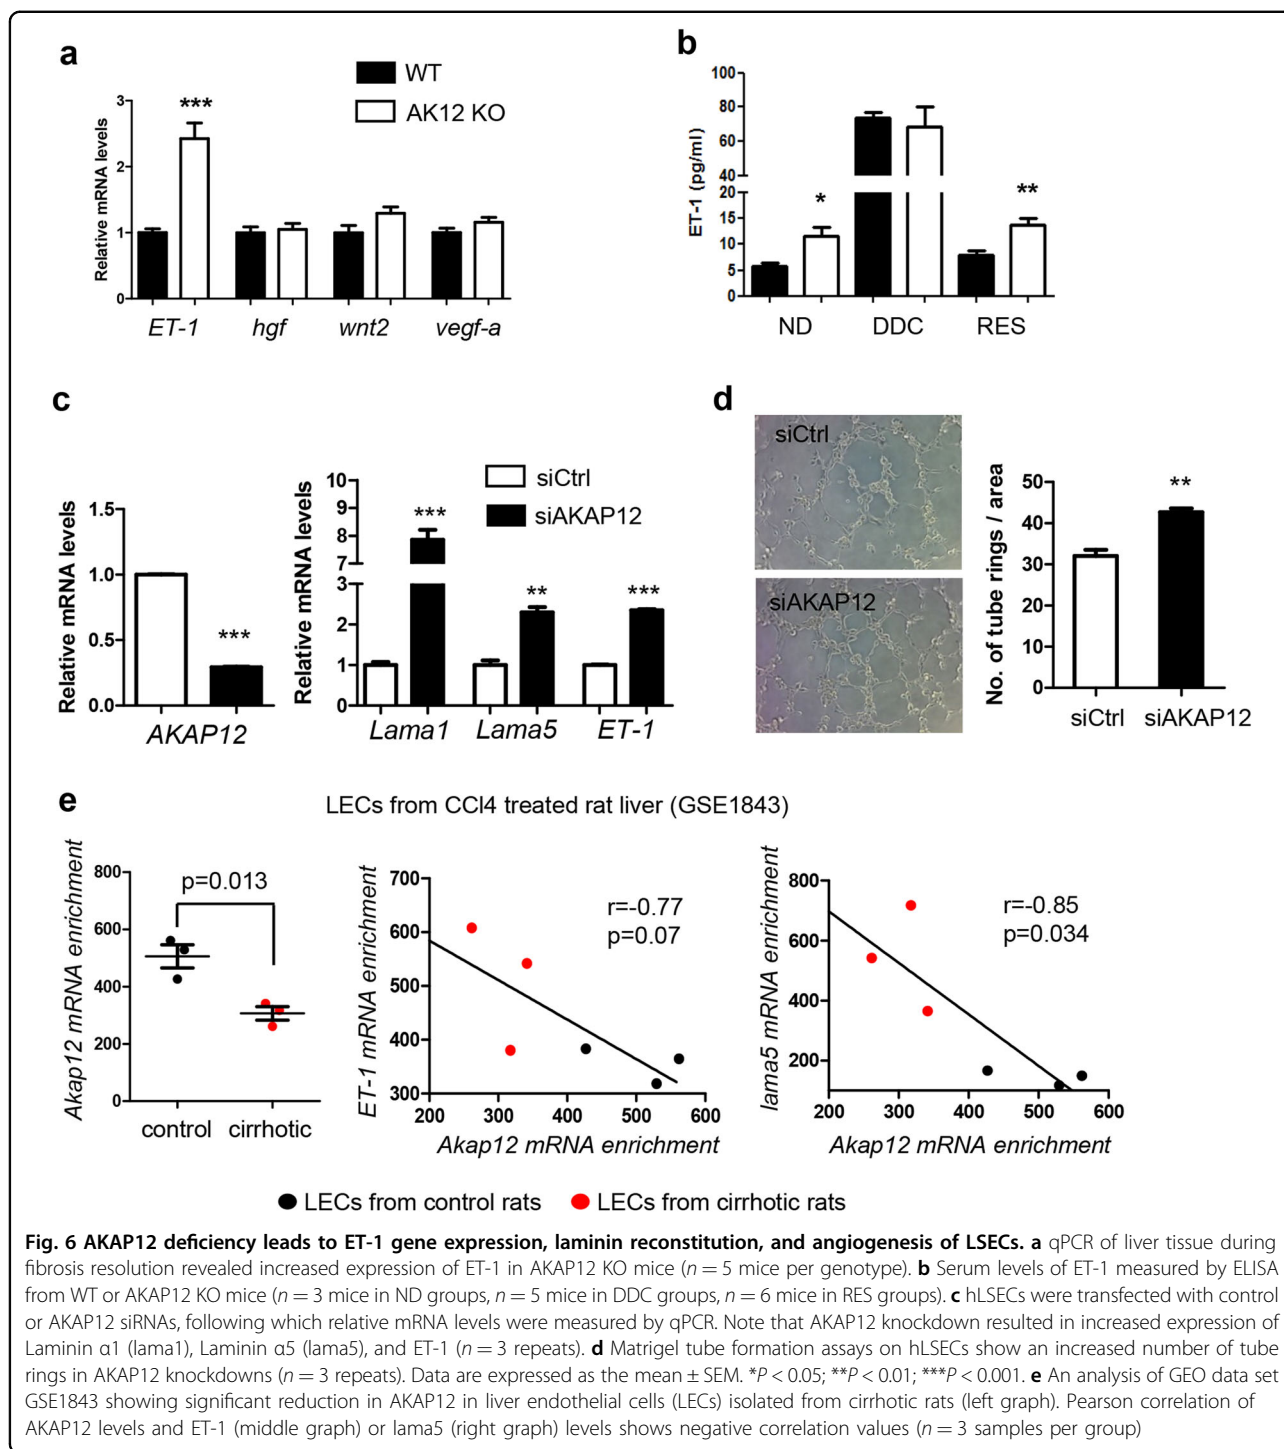 a
WT
AK12 KO
Relative mRNA levels
3
2
1
0
***
ET-1 hgf wnt2 vegf-a
b
ET-1 (pg/ml)
80
60
40
20
15
10
5
0
* **
ND DDC RES
c
Relative mRNA levels
1.5
1.0
0.5
0.0
***
AKAP12
Relative mRNA levels
10
9
8
7
3
2
1
0
siCtrl
siAKAP12
*** ** ***
Lama1 Lama5 ET-1
d
siCtrl
siAKAP12
No. of tube rings / area
50
40
30
20
10
0
**
siCtrl siAKAP12
e
LECs from CCl4 treated rat liver (GSE1843)
Akap12 mRNA enrichment
800
600
400
200
0
p=0.013
control cirrhotic
ET-1 mRNA enrichment
700
600
500
400
300
r=-0.77
p=0.07
200 300 400 500 600
Akap12 mRNA enrichment
lama5 mRNA enrichment
800
600
400
200
r=-0.85
p=0.034
200 300 400 500 600
Akap12 mRNA enrichment
LECs from control rats LECs from cirrhotic rats
Fig. 6 AKAP12 deficiency leads to ET-1 gene expression, laminin reconstitution, and angiogenesis of LSECs. a qPCR of liver tissue during
fibrosis resolution revealed increased expression of ET-1 in AKAP12 KO mice (n = 5 mice per genotype). b Serum levels of ET-1 measured by ELISA
from WT or AKAP12 KO mice (n = 3 mice in ND groups, n = 5 mice in DDC groups, n = 6 mice in RES groups). c hLSECs were transfected with control
or AKAP12 siRNAs, following which relative mRNA levels were measured by qPCR. Note that AKAP12 knockdown resulted in increased expression of
Laminin α1 (lama1), Laminin α5 (lama5), and ET-1 (n = 3 repeats). d Matrigel tube formation assays on hLSECs show an increased number of tube
rings in AKAP12 knockdowns (n = 3 repeats). Data are expressed as the mean ± SEM. *P < 0.05; **P < 0.01; ***P < 0.001. e An analysis of GEO data set
GSE1843 showing significant reduction in AKAP12 in liver endothelial cells (LECs) isolated from cirrhotic rats (left graph). Pearson correlation of
AKAP12 levels and ET-1 (middle graph) or lama5 (right graph) levels shows negative correlation values (n = 3 samples per group)